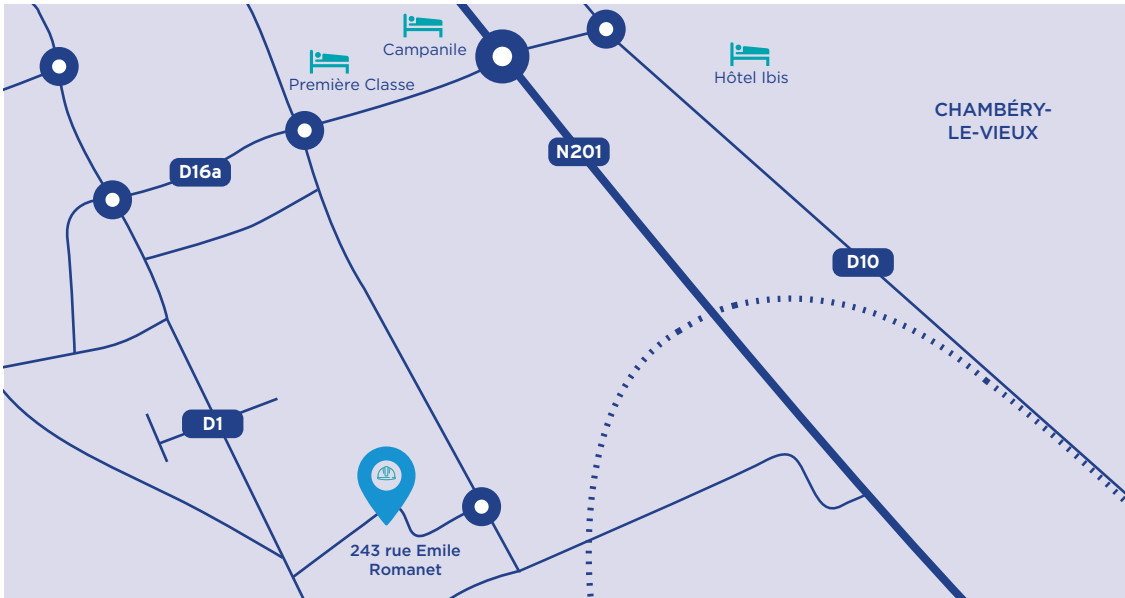 Campanile
Première Classe
Hôtel Ibis
CHAMBÉRY-
LE-VIEUX
N201
D16a
D10
D1
243 rue Emile
Romanet